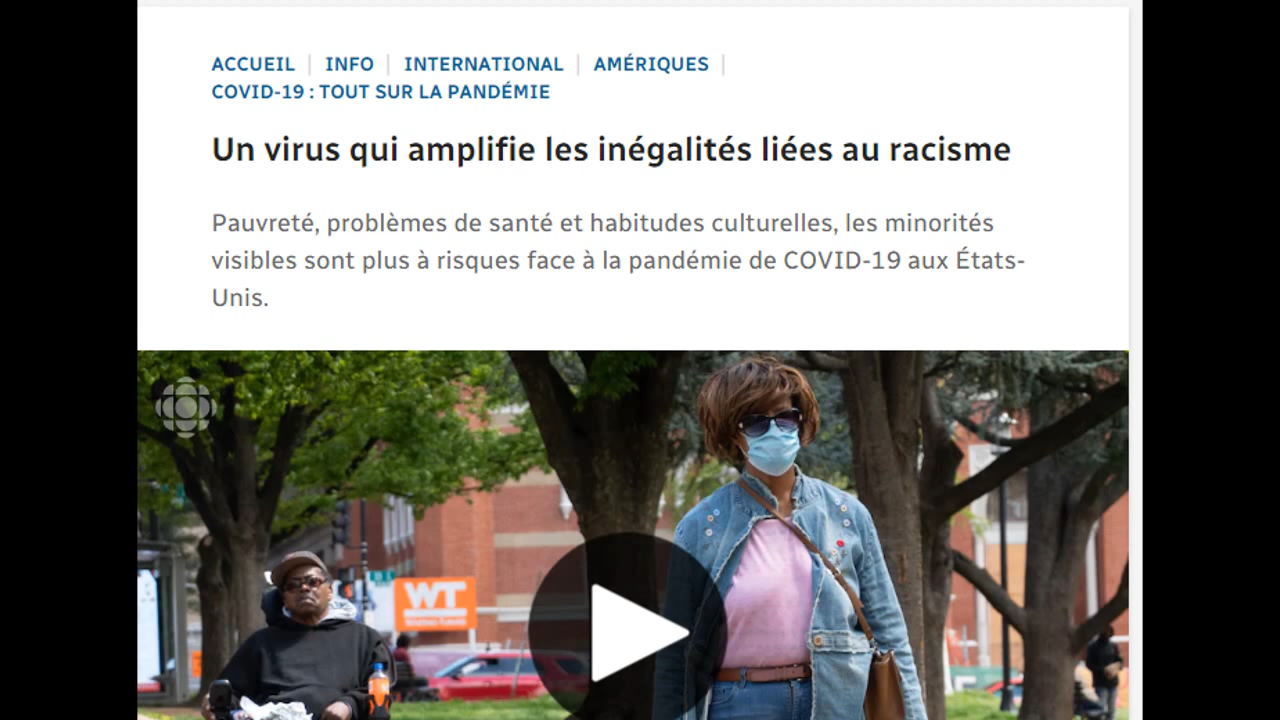 ACCUEIL | INFO | INTERNATIONAL | AMÉRIQUES |
COVID-19 : TOUT SUR LA PANDÉMIE
Un virus qui amplifie les inégalités liées au racisme
Pauvreté, problèmes de santé et habitudes culturelles, les minorités
visibles sont plus à risques face à la pandémie de COVID-19 aux États-
Unis.
WT